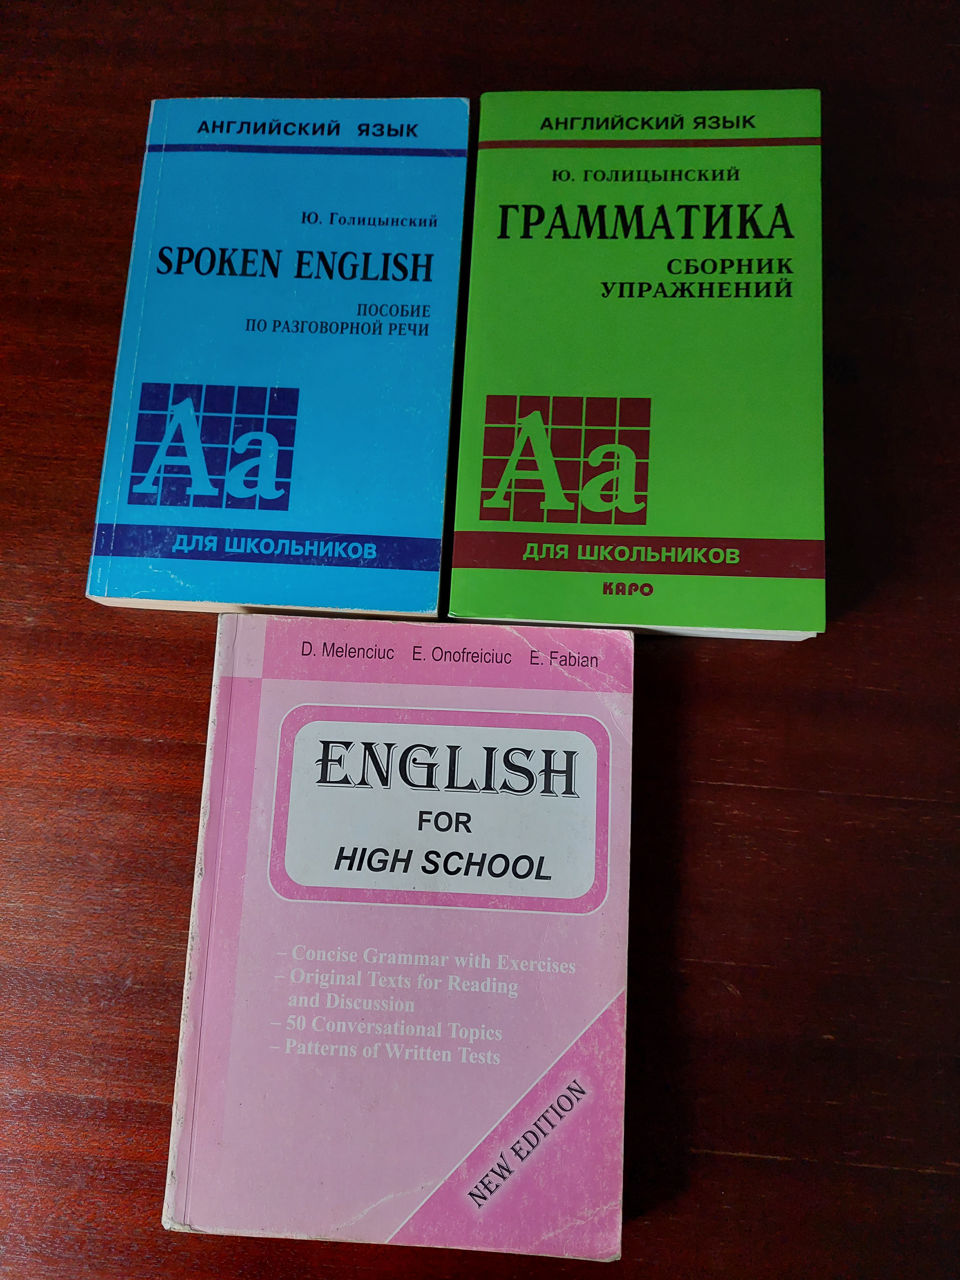 АНГЛИЙСКИЙ ЯЗЫК
Ю. Голицынский
SPOKEN ENGLISH
ПОСОБИЕ
ПО РАЗГОВОРНОЙ РЕЧИ
Aa
ДЛЯ ШКОЛЬНИКОВ
АНГЛИЙСКИЙ ЯЗЫК
Ю. ГОЛИЦЫНСКИЙ
ГРАММАТИКА
СБОРНИК
УПРАЖНЕНИЙ
Aa
ДЛЯ ШКОЛЬНИКОВ
КАРО
D. Melenciuc E. Onofreiciuc E. Fabian
ENGLISH
FOR
HIGH SCHOOL
– Concise Grammar with Exercises
– Original Texts for Reading
and Discussion
– 50 Conversational Topics
– Patterns of Written Tests
NEW EDITION